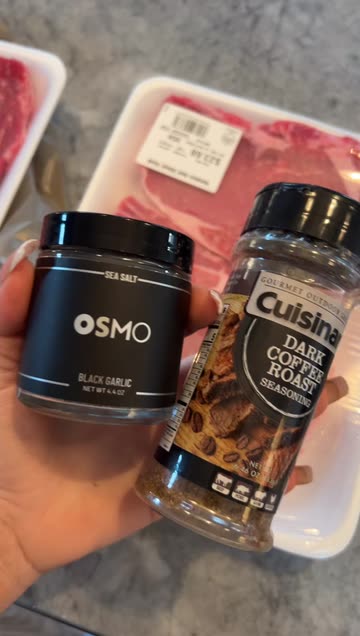 SEA SALT
OSMO
BLACK GARLIC
NET WT 4.4 OZ
GOURMET OUTDOOR
Cuisina
DARK
COFFEE
ROAST
SEASONING